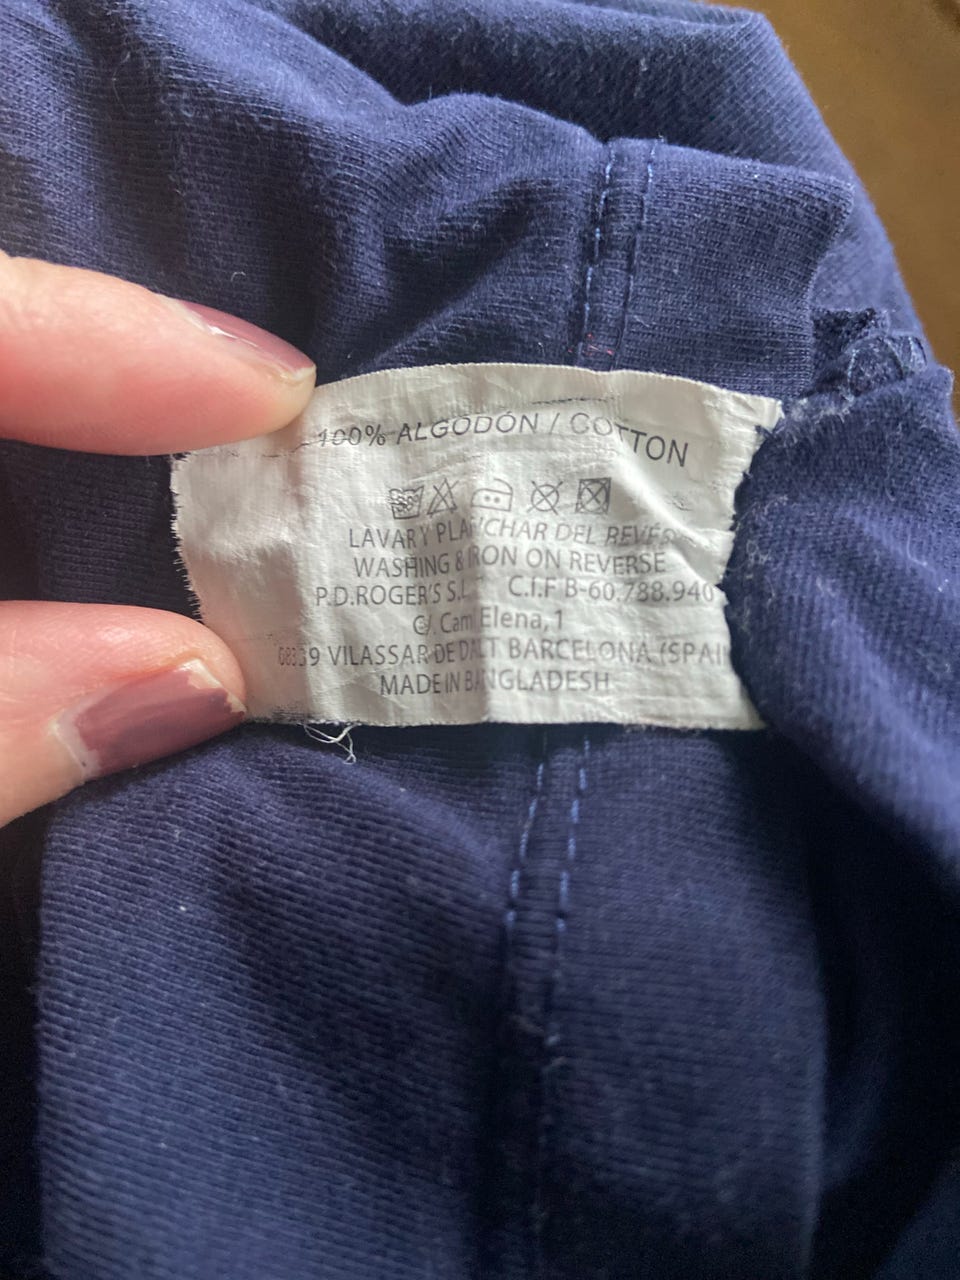 100% ALGODÓN / COTTON
LAVAR Y PLANCHAR DEL REVÉS
WASHING & IRON ON REVERSE
P.D.ROGER'S S.L. C.I.F B-60.788.940
C/. Camí Elena, 1
08339 VILASSAR DE DALT BARCELONA (SPAIN
MADE IN BANGLADESH